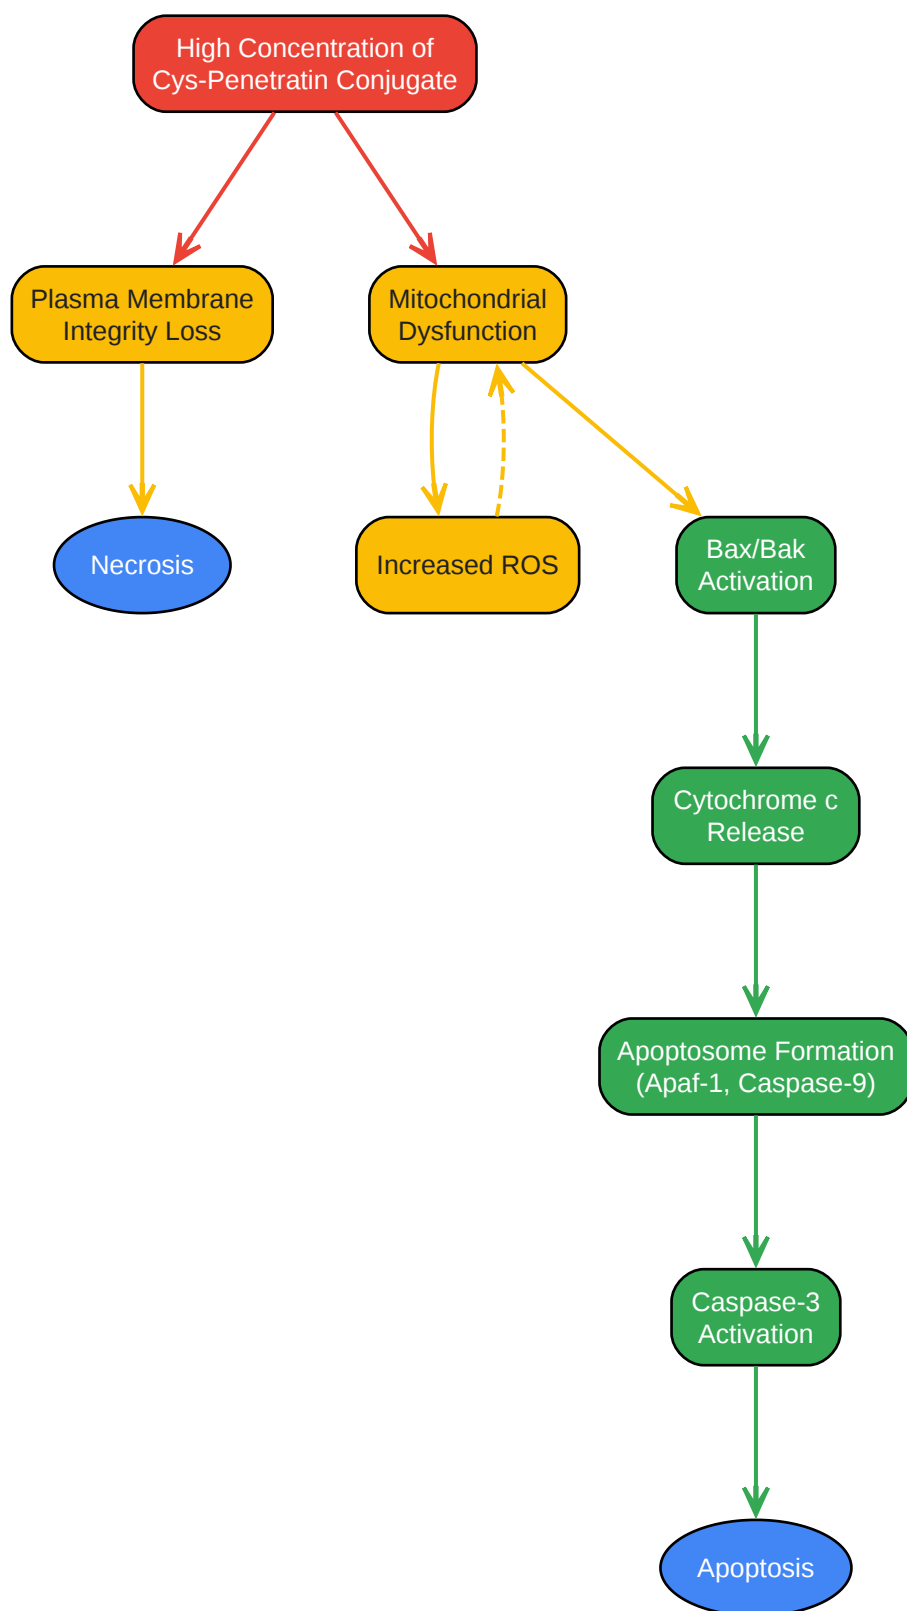 High Concentration of
Cys-Penetratin Conjugate
Plasma Membrane
Integrity Loss
Mitochondrial
Dysfunction
Necrosis
Increased ROS
Bax/Bak
Activation
Cytochrome c
Release
Apoptosome Formation
(Apaf-1, Caspase-9)
Caspase-3
Activation
Apoptosis